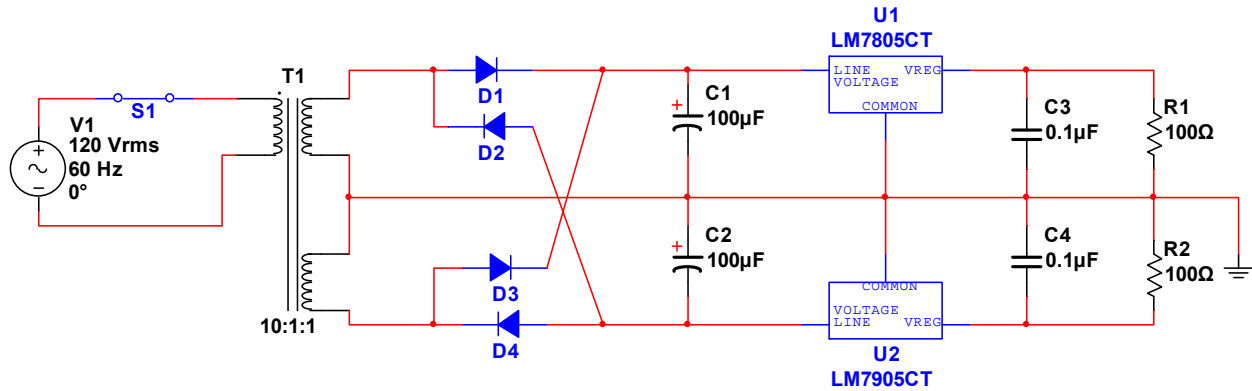 U1
LM7805CT
LINE VREG
VOLTAGE
COMMON
T1
S1
V1
120 Vrms
60 Hz
0°
10:1:1
D1
D2
D3
D4
C1
100µF
C2
100µF
C3
0.1µF
R1
100Ω
C4
0.1µF
R2
100Ω
COMMON
VOLTAGE
LINE VREG
U2
LM7905CT